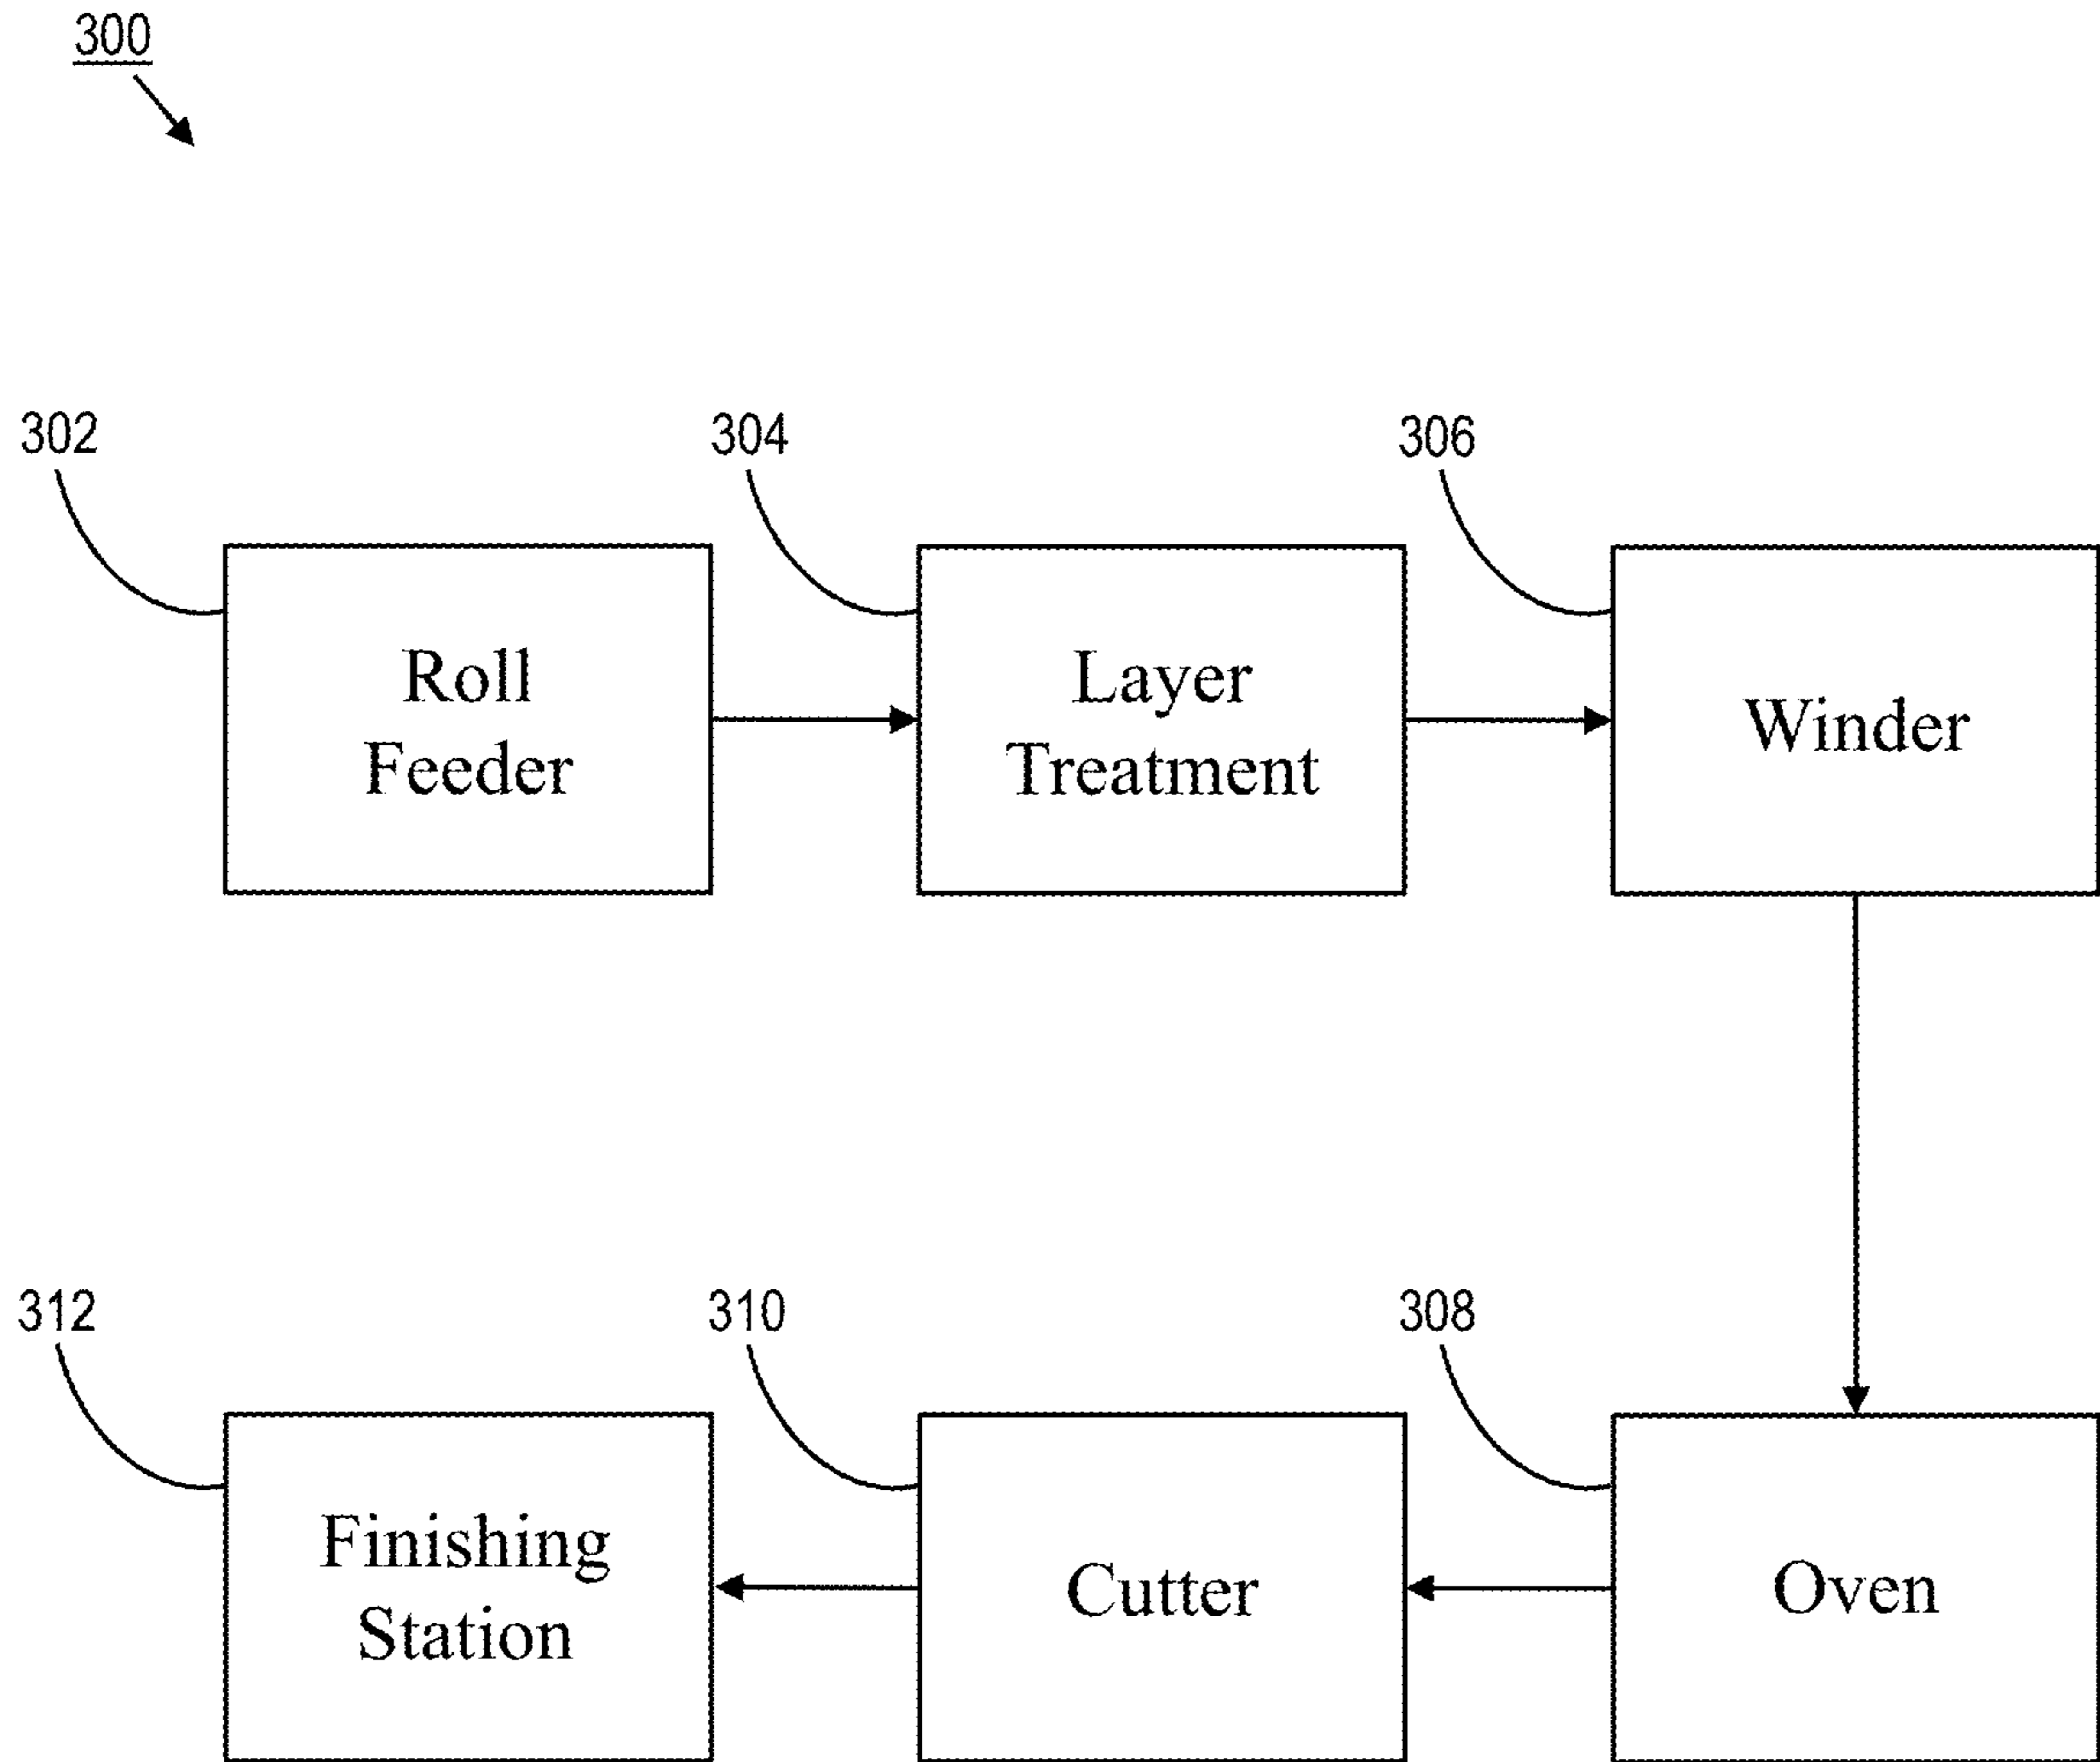 300
302
304
306
Roll
Feeder
Layer
Treatment
Winder
312
310
308
Finishing
Station
Cutter
Oven